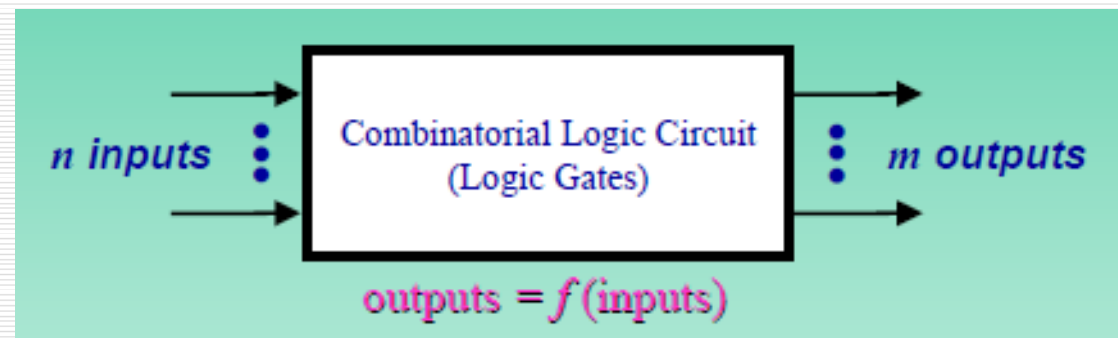 n inputs
Combinatorial Logic Circuit
(Logic Gates)
m outputs
outputs = f (inputs)